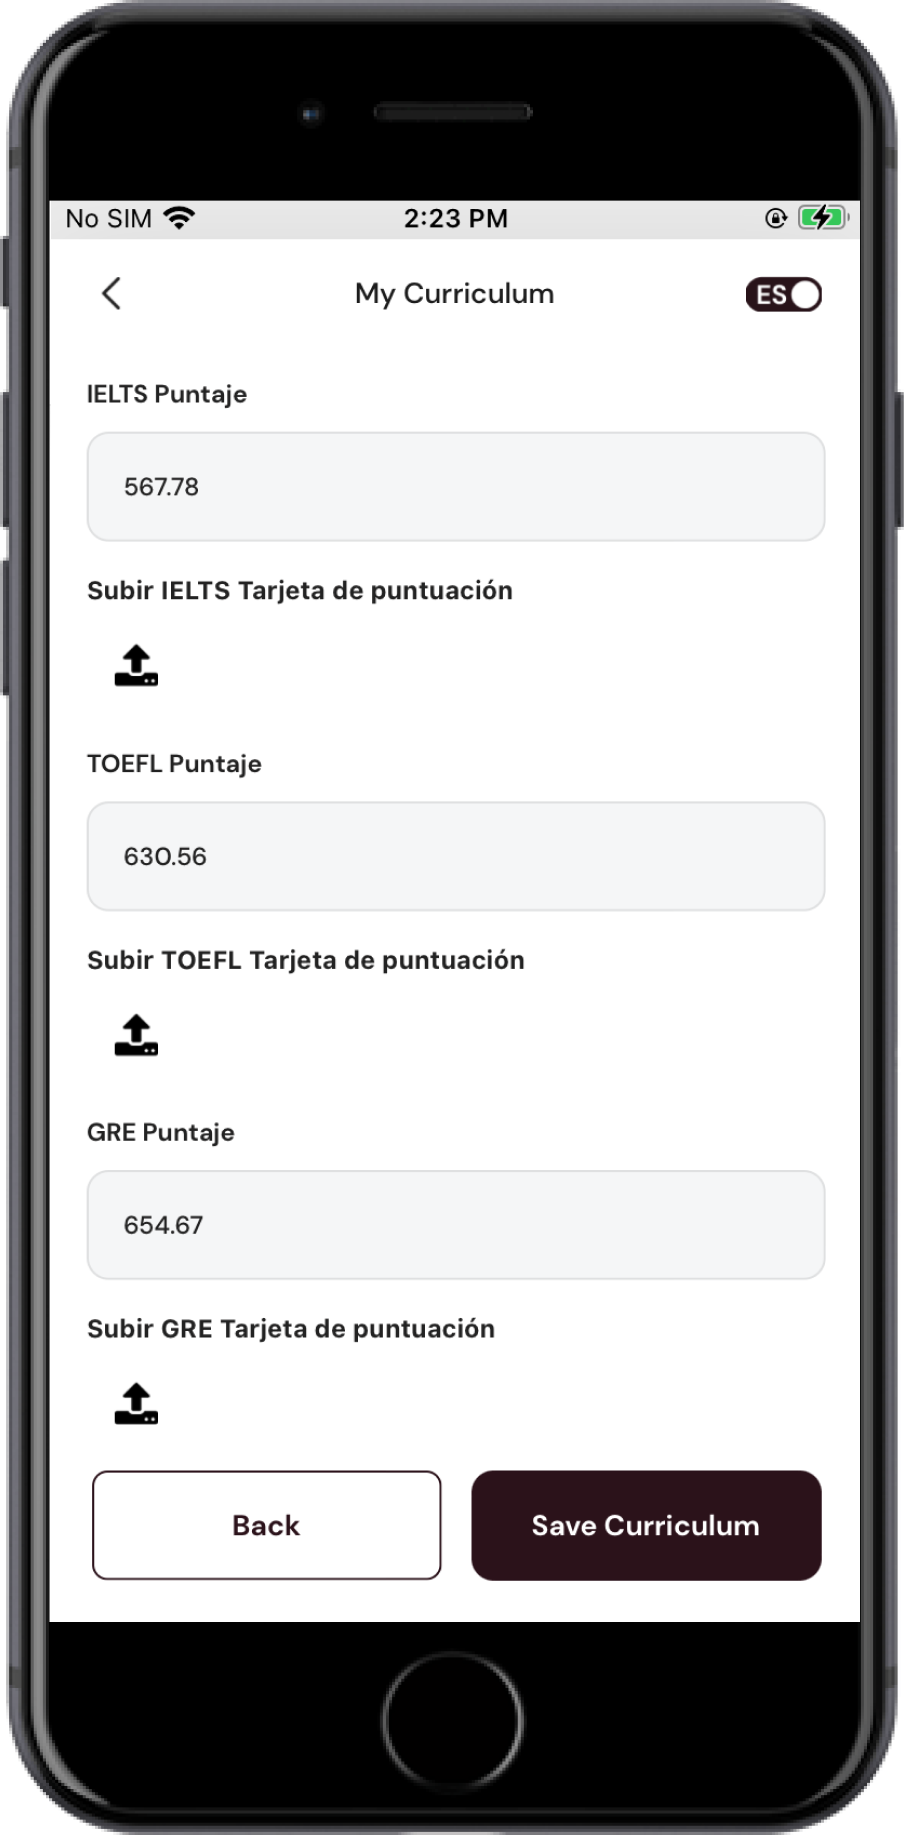 No SIM 2:23 PM
My Curriculum ES
IELTS Puntaje
567.78
Subir IELTS Tarjeta de puntuación
TOEFL Puntaje
630.56
Subir TOEFL Tarjeta de puntuación
GRE Puntaje
654.67
Subir GRE Tarjeta de puntuación
Back Save Curriculum